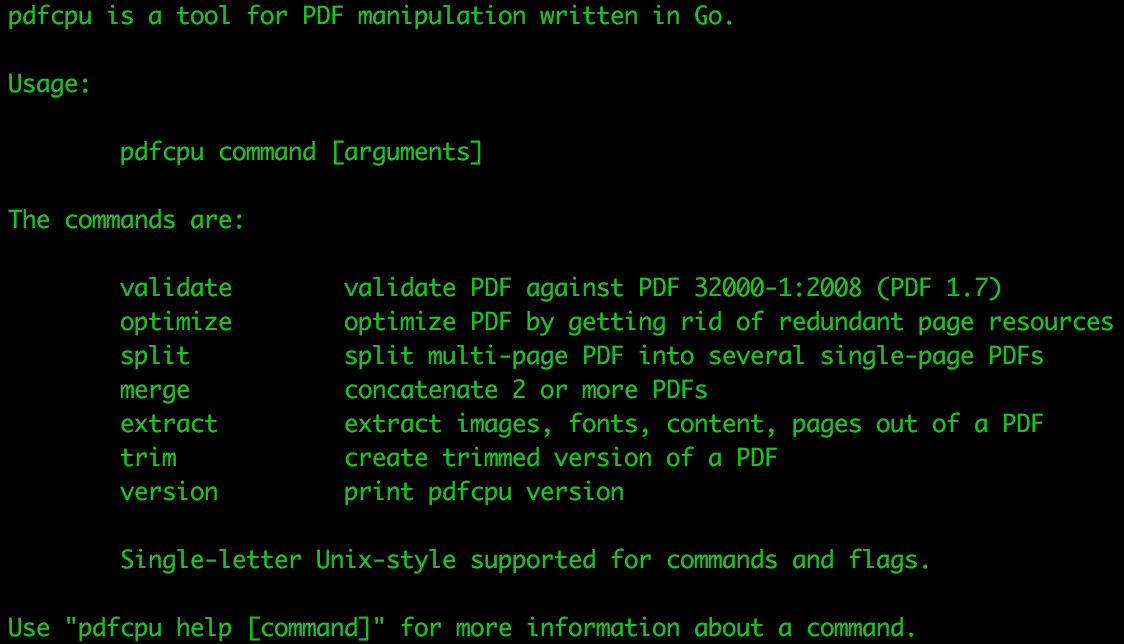 pdfcpu is a tool for PDF manipulation written in Go.
Usage:
pdfcpu command [arguments]
The commands are:
validate validate PDF against PDF 32000-1:2008 (PDF 1.7)
optimize optimize PDF by getting rid of redundant page resources
split split multi-page PDF into several single-page PDFs
merge concatenate 2 or more PDFs
extract extract images, fonts, content, pages out of a PDF
trim create trimmed version of a PDF
version print pdfcpu version
Single-letter Unix-style supported for commands and flags.
Use "pdfcpu help [command]" for more information about a command.